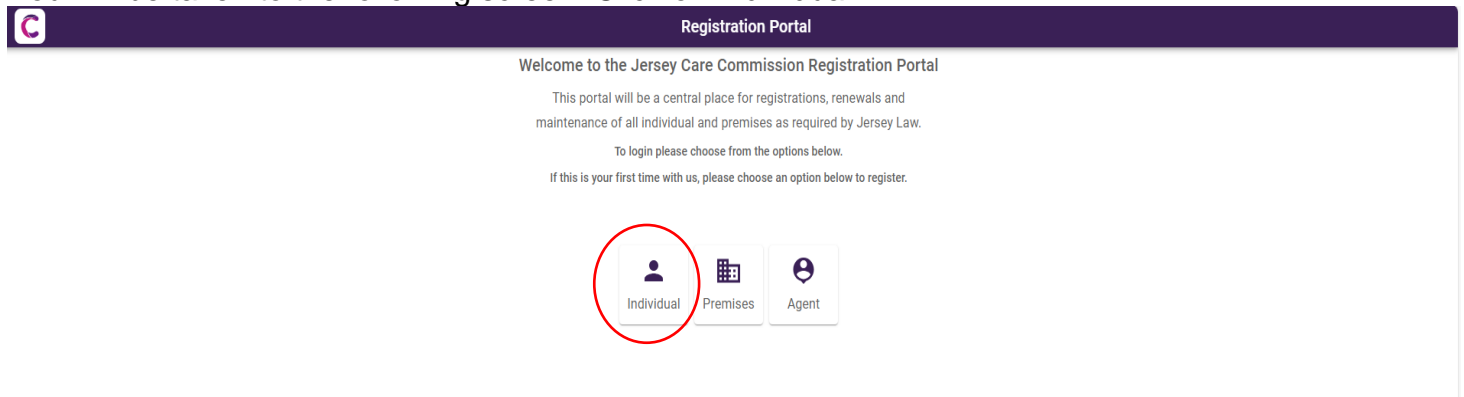 Registration Portal
Welcome to the Jersey Care Commission Registration Portal
This portal will be a central place for registrations, renewals and
maintenance of all individual and premises as required by Jersey Law.
To login please choose from the options below.
If this is your first time with us, please choose an option below to register.
Individual Premises Agent